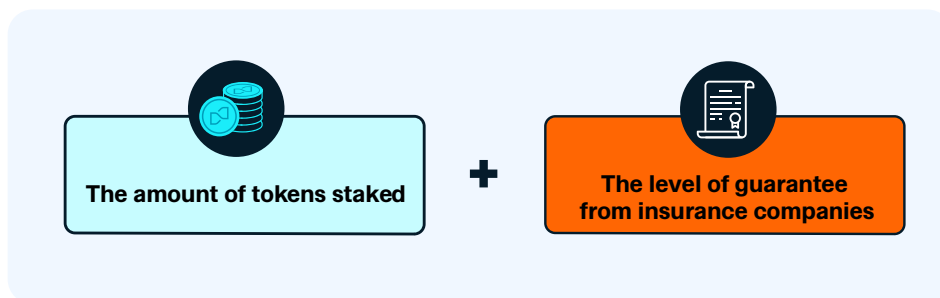 The amount of tokens staked
+
The level of guarantee
from insurance companies